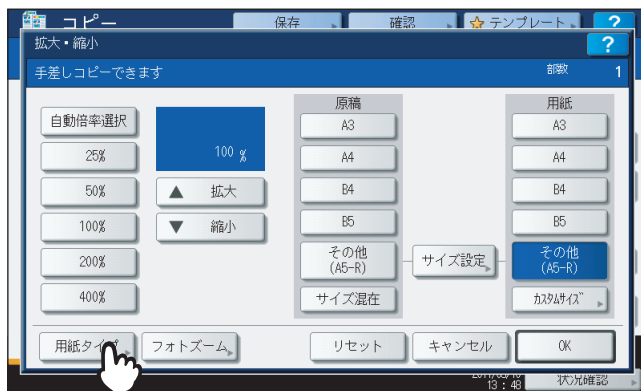 コピー 保存 確認 テンプレート ?
拡大・縮小 ?
手差しコピーできます 部数 1
原稿 用紙
自動倍率選択 100 % A3 A3
25% A4 A4
50% ▲ 拡大 B4 B4
100% ▼ 縮小 B5 B5
200% その他 (A5-R) サイズ設定 その他 (A5-R)
400% サイズ混在 カスタムサイズ
用紙タイプ フォトズーム リセット キャンセル OK
13:48 状況確認